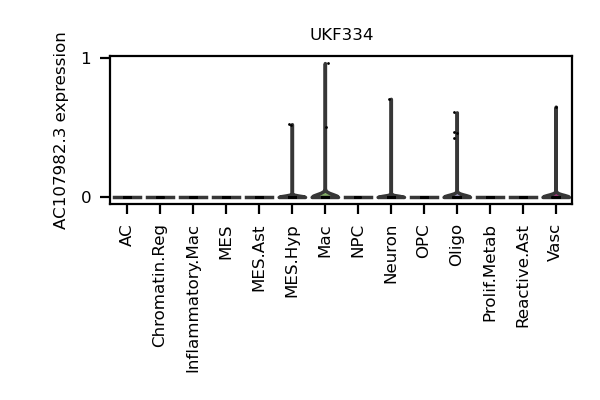 UKF334
AC107982.3 expression
1
0
AC
Chromatin.Reg
Inflammatory.Mac
MES
MES.Ast
MES.Hyp
Mac
NPC
Neuron
OPC
Oligo
Prolif.Metab
Reactive.Ast
Vasc